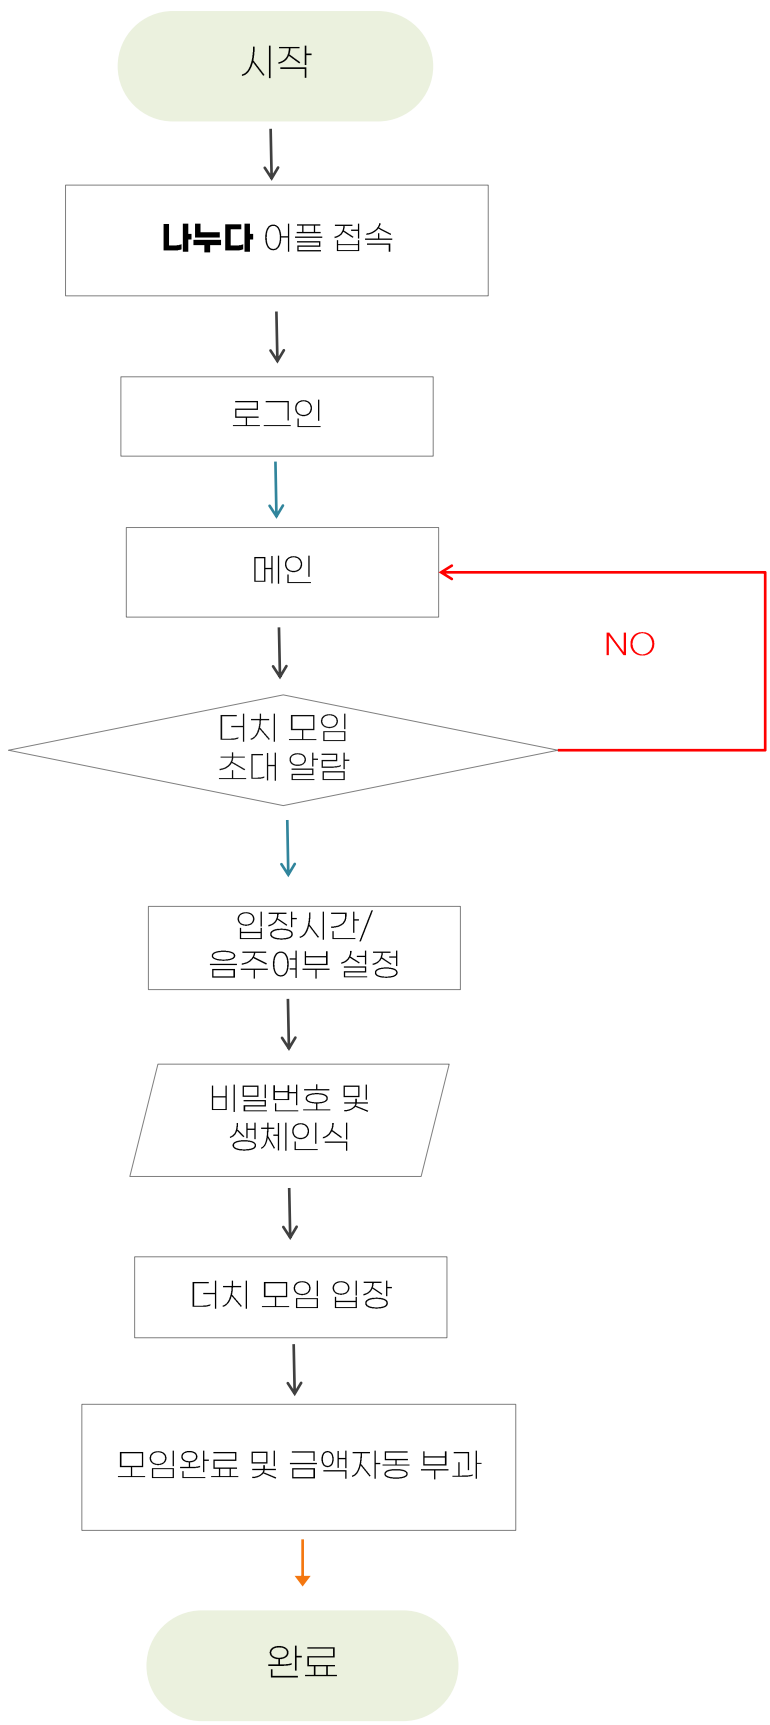 시작
나누다 어플 접속
로그인
메인
NO
더치 모임
초대 알람
입장시간/
음주여부 설정
비밀번호 및
생체인식
더치 모임 입장
모임완료 및 금액자동 부과
완료